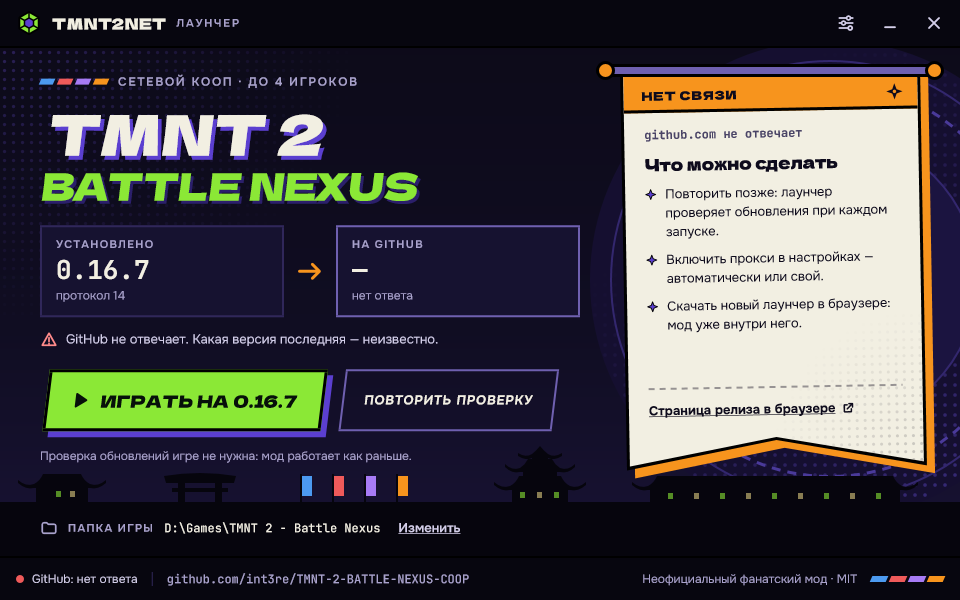 TMNT2NET ЛАУНЧЕР
СЕТЕВОЙ КООП · ДО 4 ИГРОКОВ
TMNT 2
BATTLE NEXUS
УСТАНОВЛЕНО
0.16.7
протокол 14
НА GITHUB
—
нет ответа
GitHub не отвечает. Какая версия последняя — неизвестно.
ИГРАТЬ НА 0.16.7
ПОВТОРИТЬ ПРОВЕРКУ
Проверка обновлений игре не нужна: мод работает как раньше.
НЕТ СВЯЗИ
github.com не отвечает
Что можно сделать
Повторить позже: лаунчер
проверяет обновления при каждом
запуске.
Включить прокси в настройках —
автоматически или свой.
Скачать новый лаунчер в браузере:
мод уже внутри него.
Страница релиза в браузере
ПАПКА ИГРЫ D:\Games\TMNT 2 - Battle Nexus Изменить
GitHub: нет ответа github.com/int3re/TMNT-2-BATTLE-NEXUS-COOP
Неофициальный фанатский мод · MIT